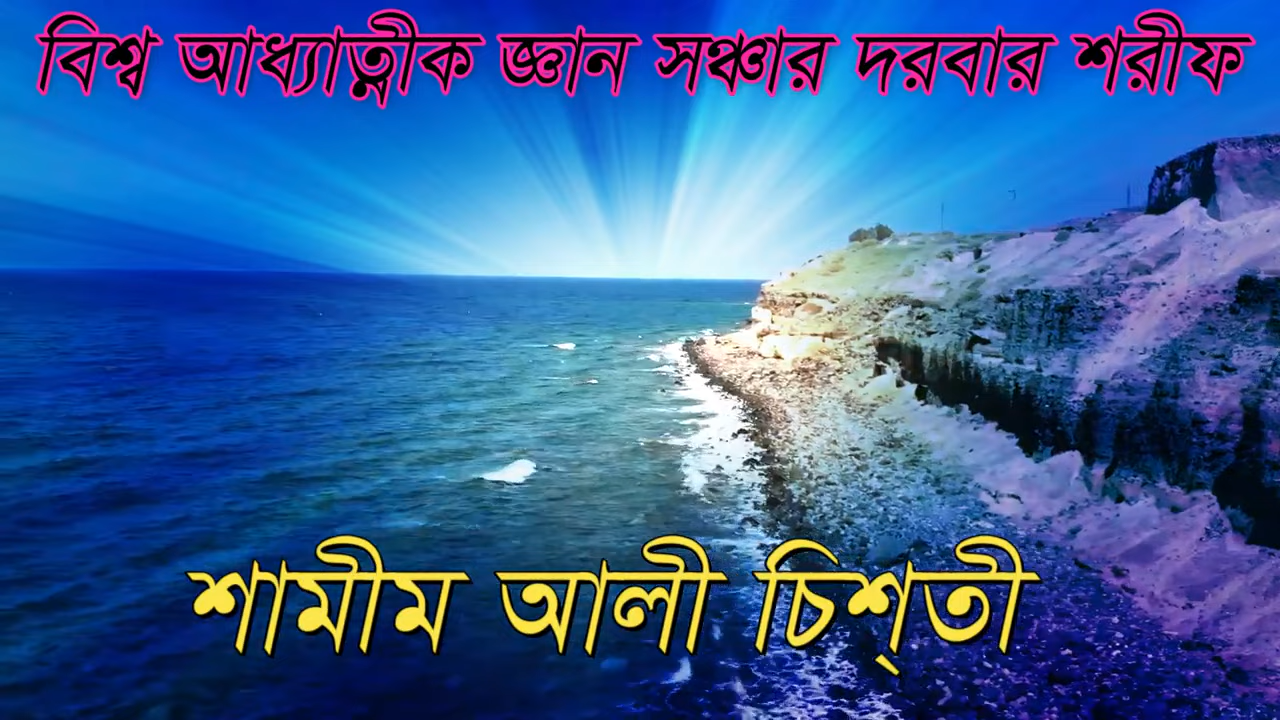 বিশ্ব আধ্যাত্নীক জ্ঞান সঞ্চার দরবার শরীফ
শামীম আলী চিশ্‌তী